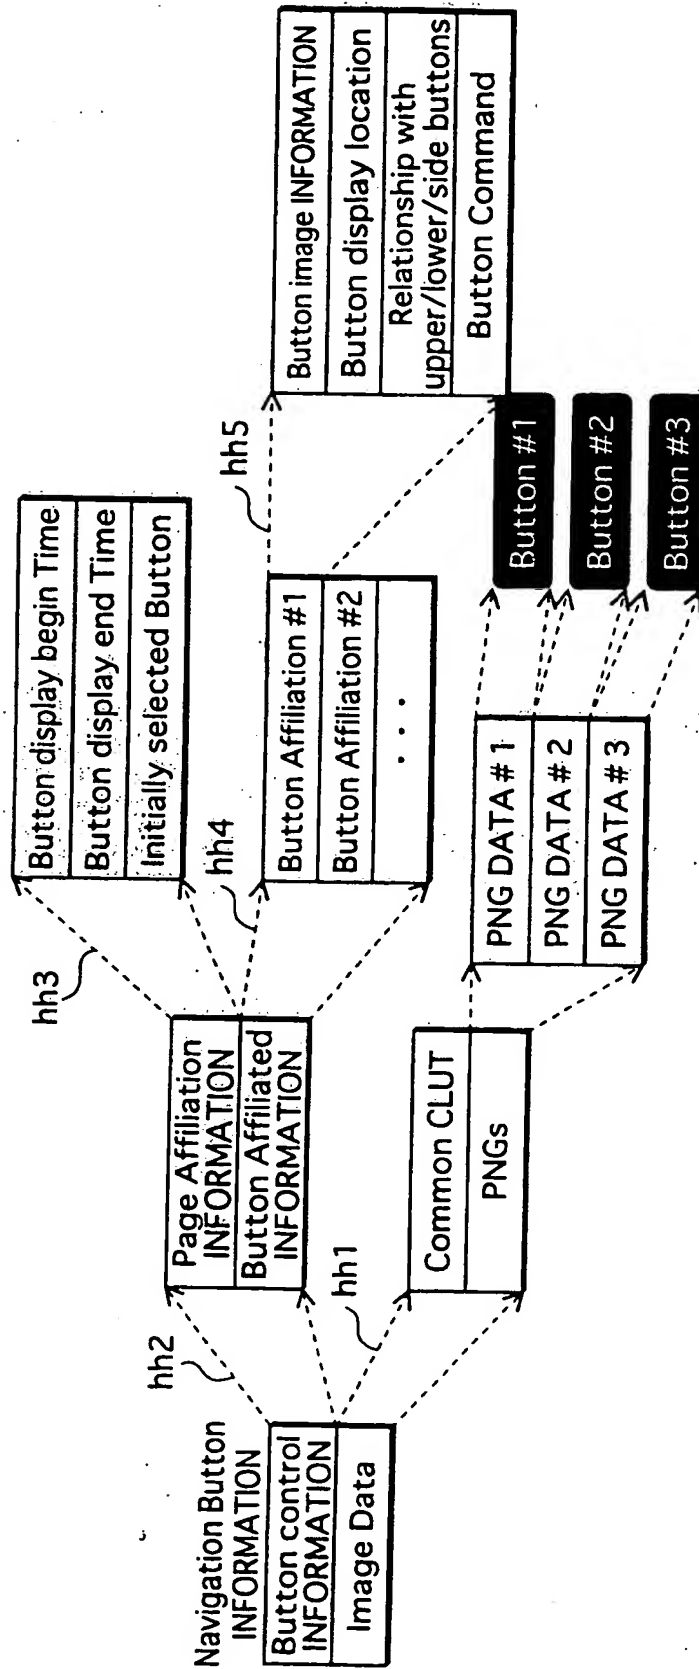 Navigation Button
INFORMATION
Button control
INFORMATION
Image Data
hh2
hh1
Page Affiliation
INFORMATION
Button Affiliated
INFORMATION
Common CLUT
PNGs
hh3
hh4
Button display begin Time
Button display end Time
Initially selected Button
Button Affiliation #1
Button Affiliation #2
. . .
PNG DATA#1
PNG DATA#2
PNG DATA#3
hh5
Button image INFORMATION
Button display location
Relationship with
upper/lower/side buttons
Button Command
Button #1
Button #2
Button #3